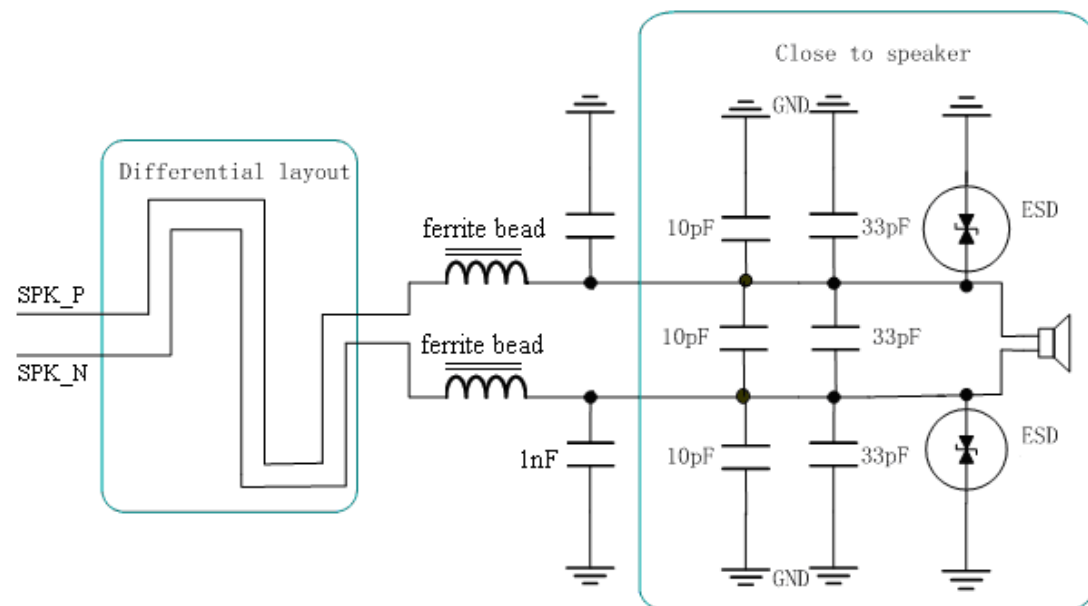 Close to speaker
GND
Differential layout
ESD
ferrite bead
10pF
33pF
SPK_P
ferrite bead
10pF
33pF
SPK_N
ESD
1nF
10pF
33pF
GND